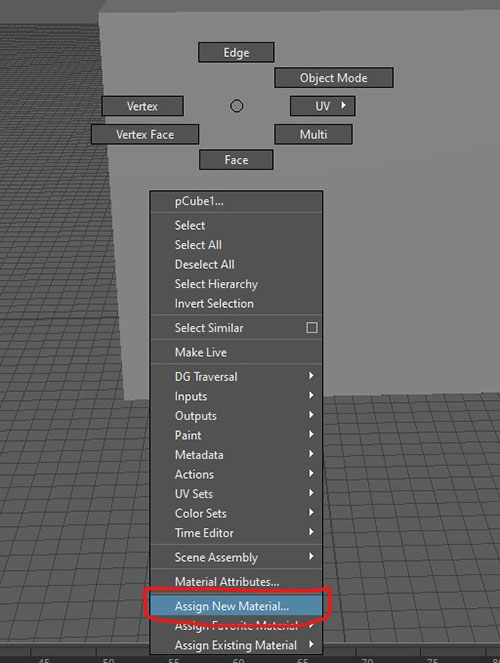 Edge
Object Mode
Vertex
UV
Vertex Face
Multi
Face
pCube1...
Select
Select All
Deselect All
Select Hierarchy
Invert Selection
Select Similar
Make Live
DG Traversal
Inputs
Outputs
Paint
Metadata
Actions
UV Sets
Color Sets
Time Editor
Scene Assembly
Material Attributes...
Assign New Material...
Assign Favorite Material
Assign Existing Material
45 50 55 60 65 70 75 80